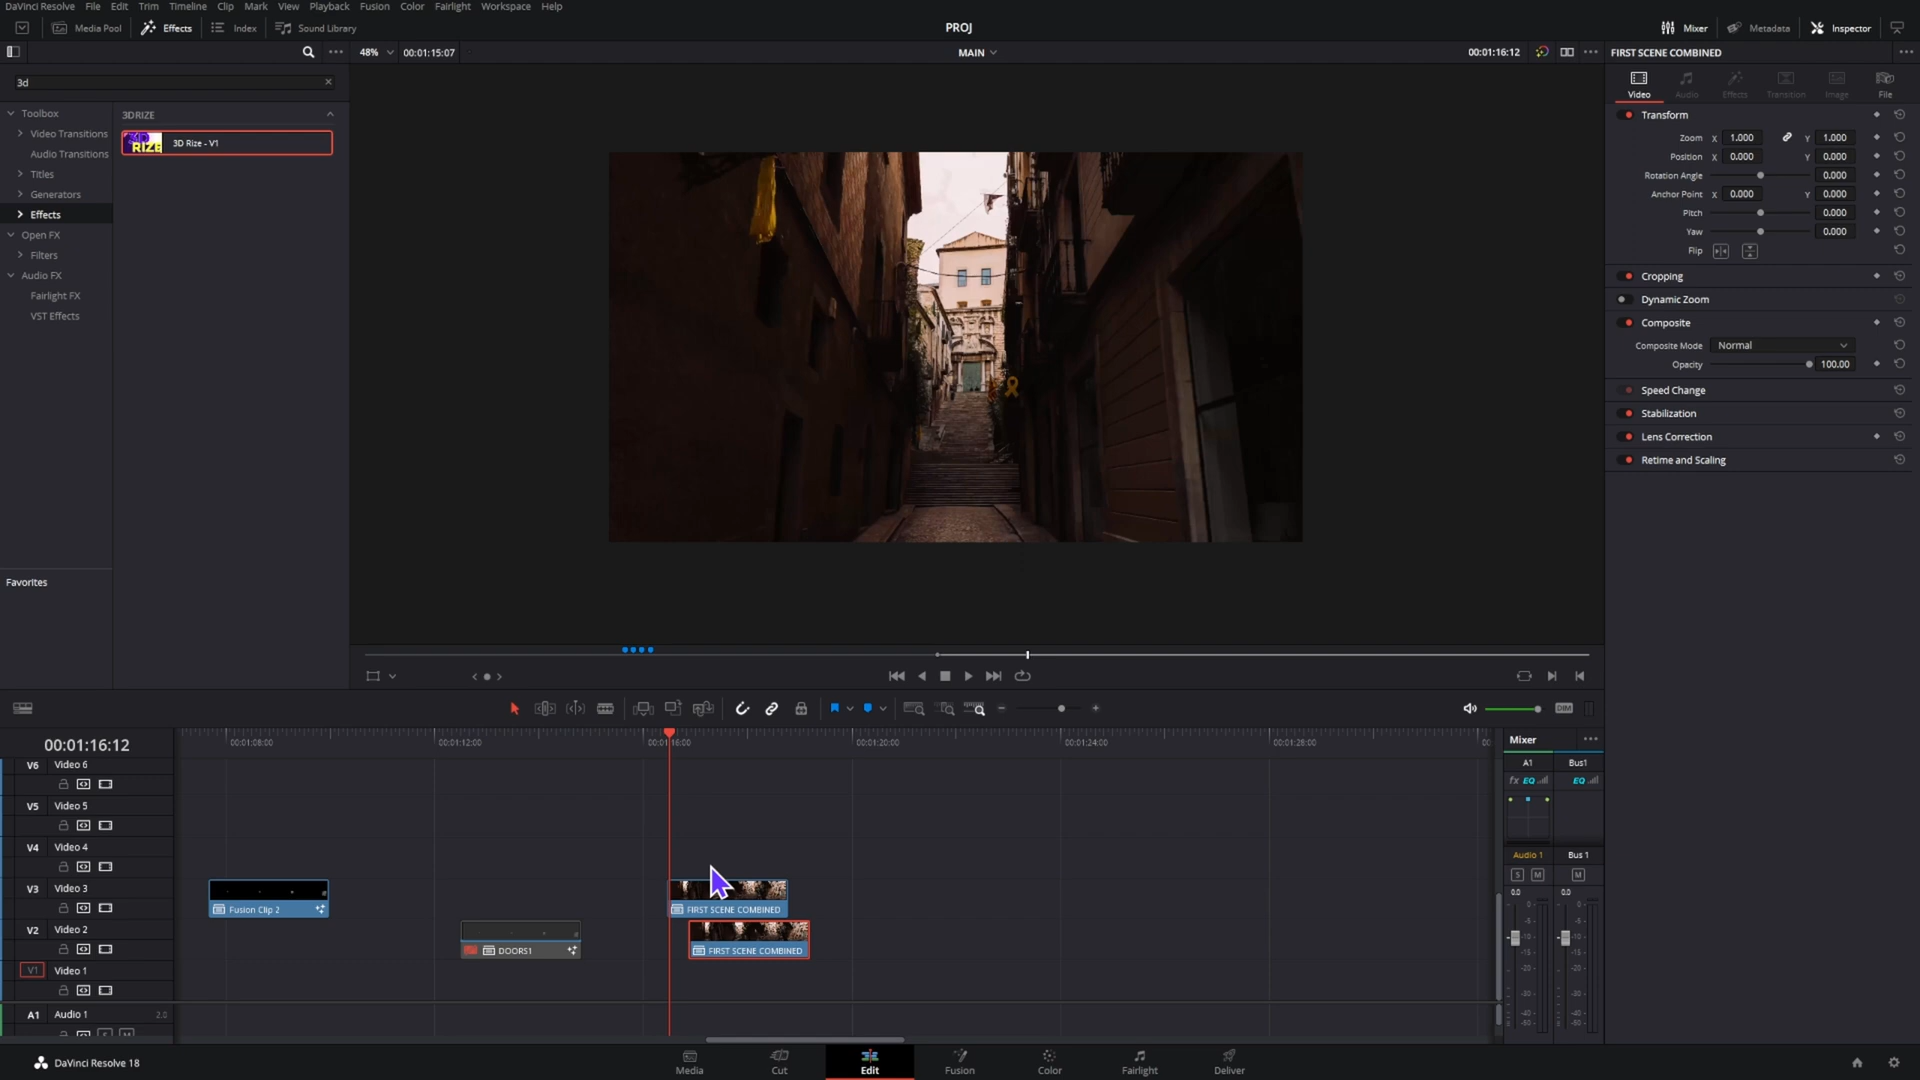 DaVinci Resolve File Edit Trim Timeline Clip Mark View Playback Fusion Color Fairlight Workspace Help
Media Pool Effects Index Sound Library PROJ Mixer Metadata Inspector
48% 00:01:15:07 MAIN 00:01:16:12 FIRST SCENE COMBINED
3d
Video Audio Effects Transition Image File
Toolbox
Video Transitions
Audio Transitions
Titles
Generators
Effects
Open FX
Filters
Audio FX
Fairlight FX
VST Effects
Favorites
3DRIZE
3D RIZE
3D Rize - V1
Transform
Zoom X 1.000 Y 1.000
Position X 0.000 Y 0.000
Rotation Angle 0.000
Anchor Point X 0.000 Y 0.000
Pitch 0.000
Yaw 0.000
Flip
Cropping
Dynamic Zoom
Composite
Composite Mode Normal
Opacity 100.00
Speed Change
Stabilization
Lens Correction
Retime and Scaling
DIM
00:01:16:12
00:01:08:00 00:01:12:00 00:01:16:00 00:01:20:00 00:01:24:00 00:01:28:00
V6 Video 6
V5 Video 5
V4 Video 4
V3 Video 3
V2 Video 2
V1 Video 1
A1 Audio 1 2.0
S M
Fusion Clip 2
DOORS1
FIRST SCENE COMBINED
FIRST SCENE COMBINED
Mixer
A1 Bus1
fx EQ EQ
Audio 1 Bus 1
S M M
0.0 0.0
DaVinci Resolve 18
Media Cut Edit Fusion Color Fairlight Deliver